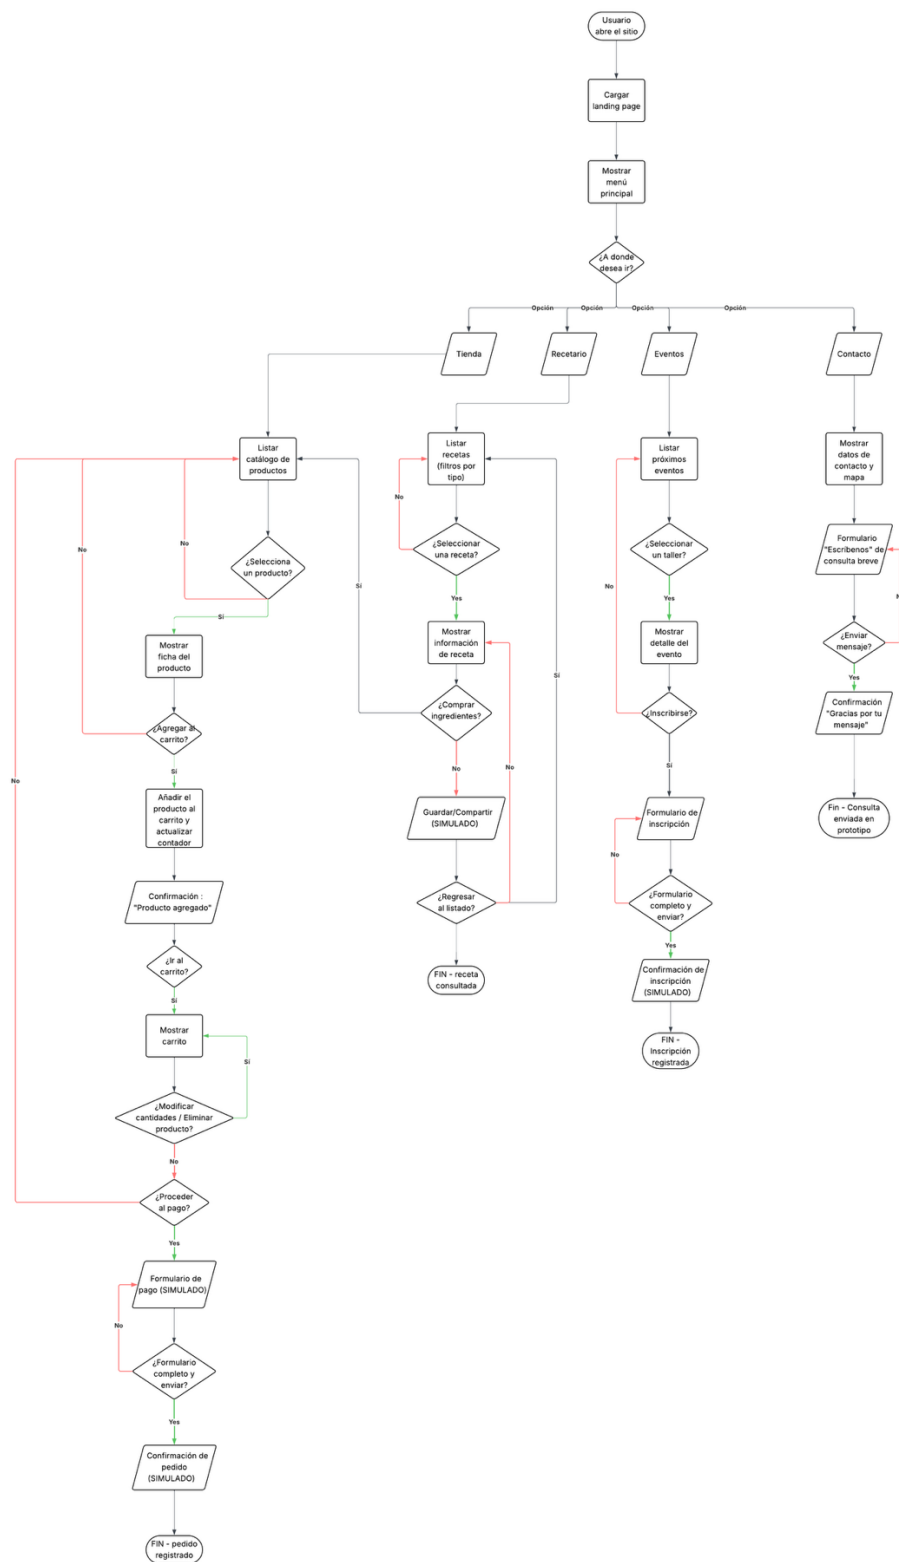 Usuario
abre el sitio
Cargar
landing page
Mostrar
menú
principal
¿A donde
desea ir?
Opción
Opción
Opción
Opción
Tienda
Recetario
Eventos
Contacto
Listar
catálogo de
productos
¿Selecciona
un producto?
No
No
Sí
Mostrar
ficha del
producto
¿Agregar al
carrito?
Sí
Añadir el
producto al
carrito y
actualizar
contador
Confirmación :
"Producto agregado"
¿Ir al
carrito?
Sí
Mostrar
carrito
Sí
¿Modificar
cantidades / Eliminar
producto?
No
No
¿Proceder
al pago?
Yes
Formulario de
pago (SIMULADO)
No
¿Formulario
completo y
enviar?
Yes
Confirmación de
pedido
(SIMULADO)
FIN - pedido
registrado
Listar
recetas
(filtros por
tipo)
No
¿Seleccionar
una receta?
Yes
Mostrar
información
de receta
Sí
¿Comprar
ingredientes?
No
Guardar/Compartir
(SIMULADO)
No
Sí
¿Regresar
al listado?
FIN - receta
consultada
Listar
próximos
eventos
¿Seleccionar
un taller?
No
Yes
Mostrar
detalle del
evento
¿Inscribirse?
Sí
Formulario de
inscripción
No
¿Formulario
completo y
enviar?
Yes
Confirmación de
inscripción
(SIMULADO)
FIN -
Inscripción
registrada
Mostrar
datos de
contacto y
mapa
Formulario
"Escríbenos" de
consulta breve
¿Enviar
mensaje?
Yes
Confirmación
"Gracias por tu
mensaje"
Fin - Consulta
enviada en
prototipo